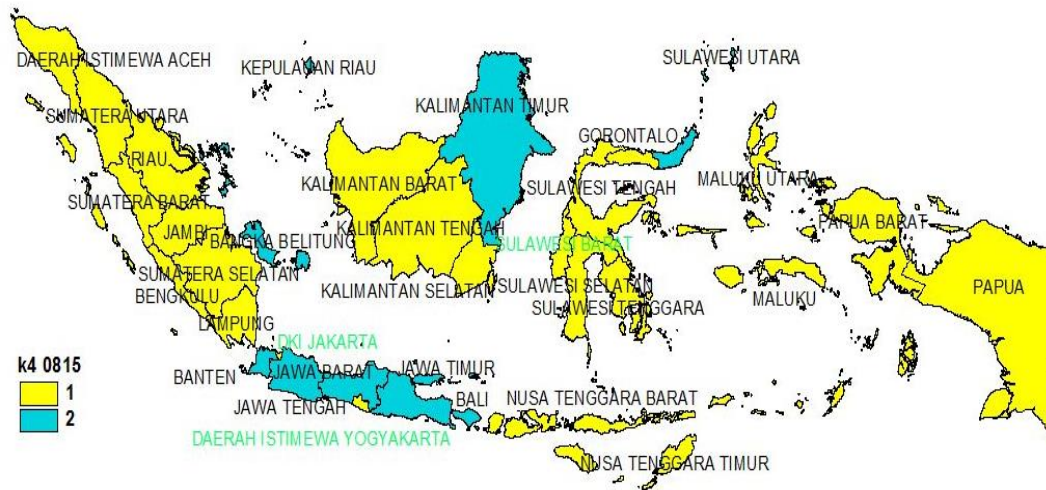 DAERAH ISTIMEWA ACEH
KEPULAUAN RIAU
SULAWESI UTARA
SUMATERA UTARA
KALIMANTAN TIMUR
GORONTALO
RIAU
KALIMANTAN BARAT
SULAWESI TENGAH
MALUKU UTARA
SUMATERA BARAT
JAMBI
BANGKA BELITUNG
KALIMANTAN TENGAH
SULAWESI BARAT
PAPUA BARAT
SUMATERA SELATAN
BENGKULU
KALIMANTAN SELATAN
SULAWESI SELATAN
SULAWESI TENGGARA
MALUKU
PAPUA
LAMPUNG
DKI JAKARTA
k4 0815
1
2
BANTEN
JAWA BARAT
JAWA TIMUR
JAWA TENGAH
BALI
NUSA TENGGARA BARAT
DAERAH ISTIMEWA YOGYAKARTA
NUSA TENGGARA TIMUR